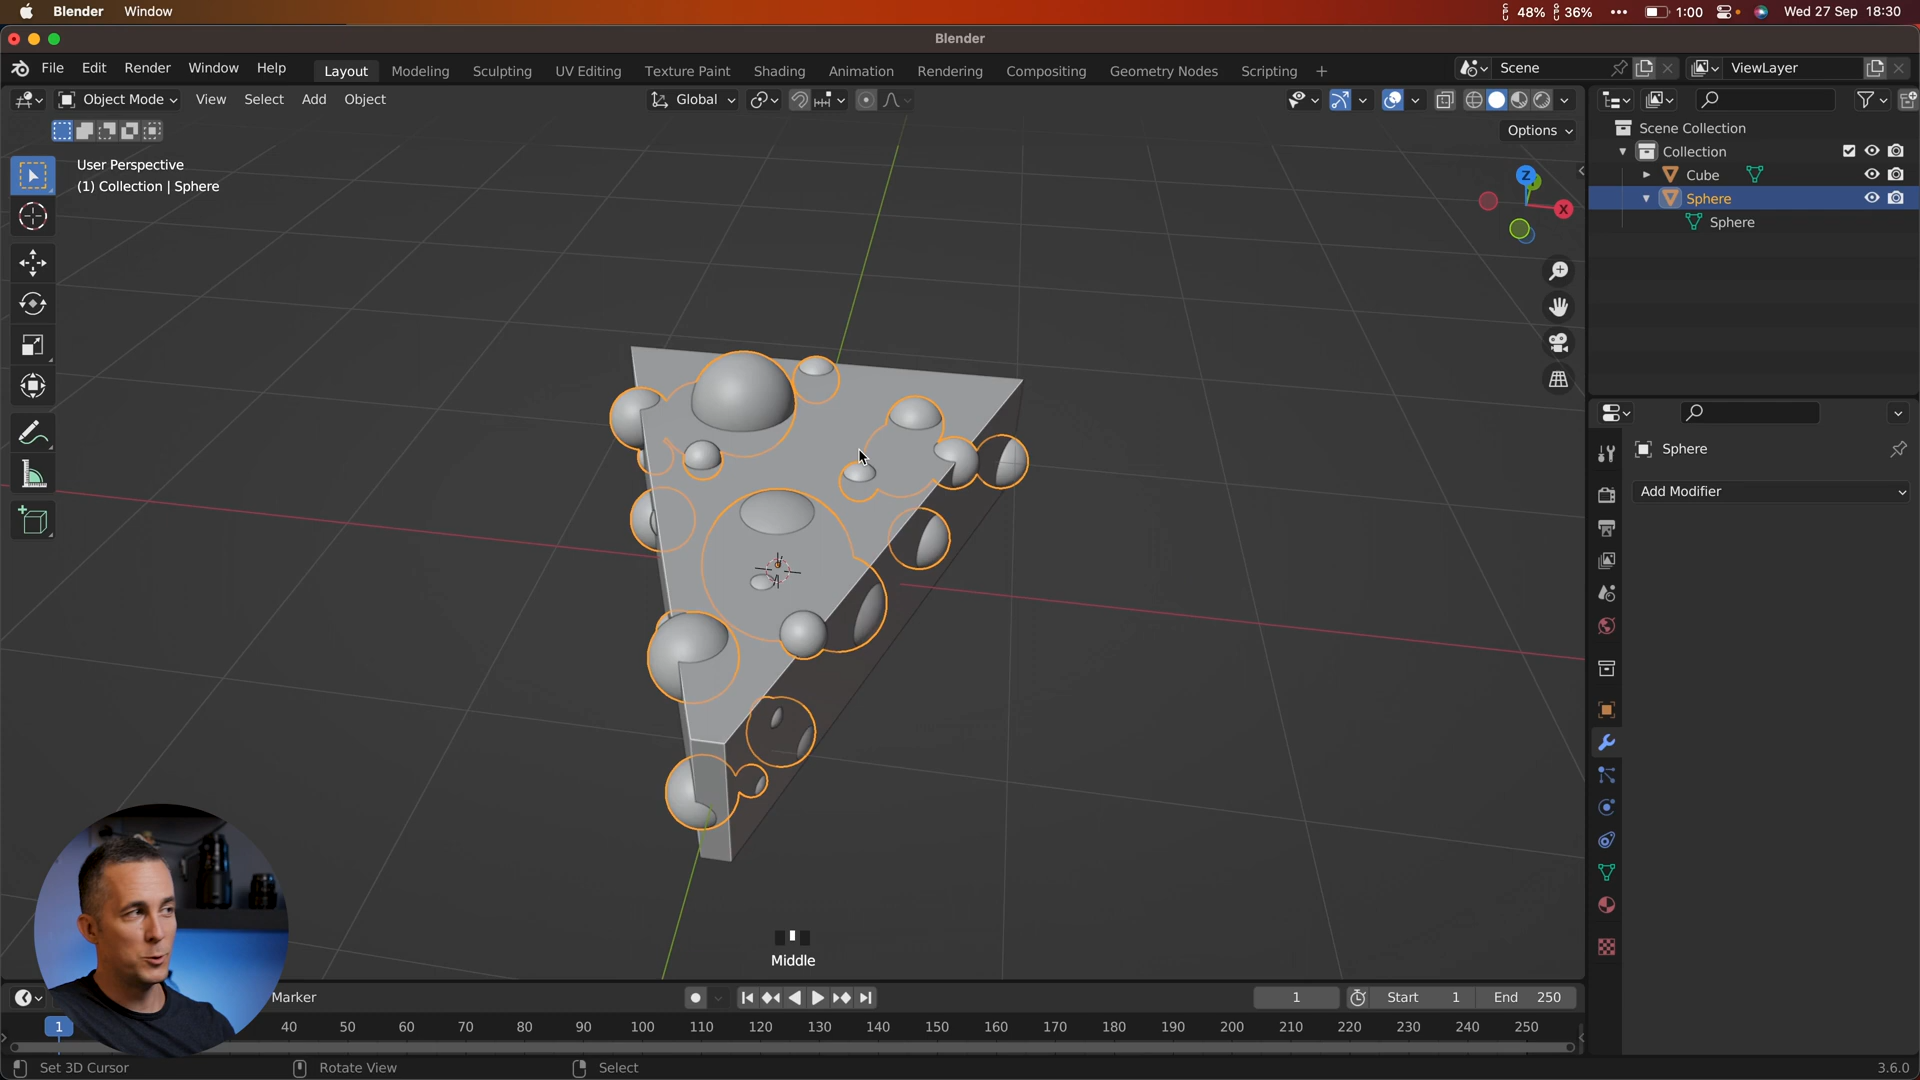 Blender Window 48% 36% ••• 1:00 Wed 27 Sep 18:30
Blender
File Edit Render Window Help Layout Modeling Sculpting UV Editing Texture Paint Shading Animation Rendering Compositing Geometry Nodes Scripting + Scene ViewLayer
Object Mode View Select Add Object Global
Options
User Perspective
(1) Collection | Sphere
Z
X
Scene Collection
Collection
Cube
Sphere
Sphere
Sphere
Add Modifier
Middle
Marker 1 Start 1 End 250
1 40 50 60 70 80 90 100 110 120 130 140 150 160 170 180 190 200 210 220 230 240 250
Set 3D Cursor Rotate View Select 3.6.0